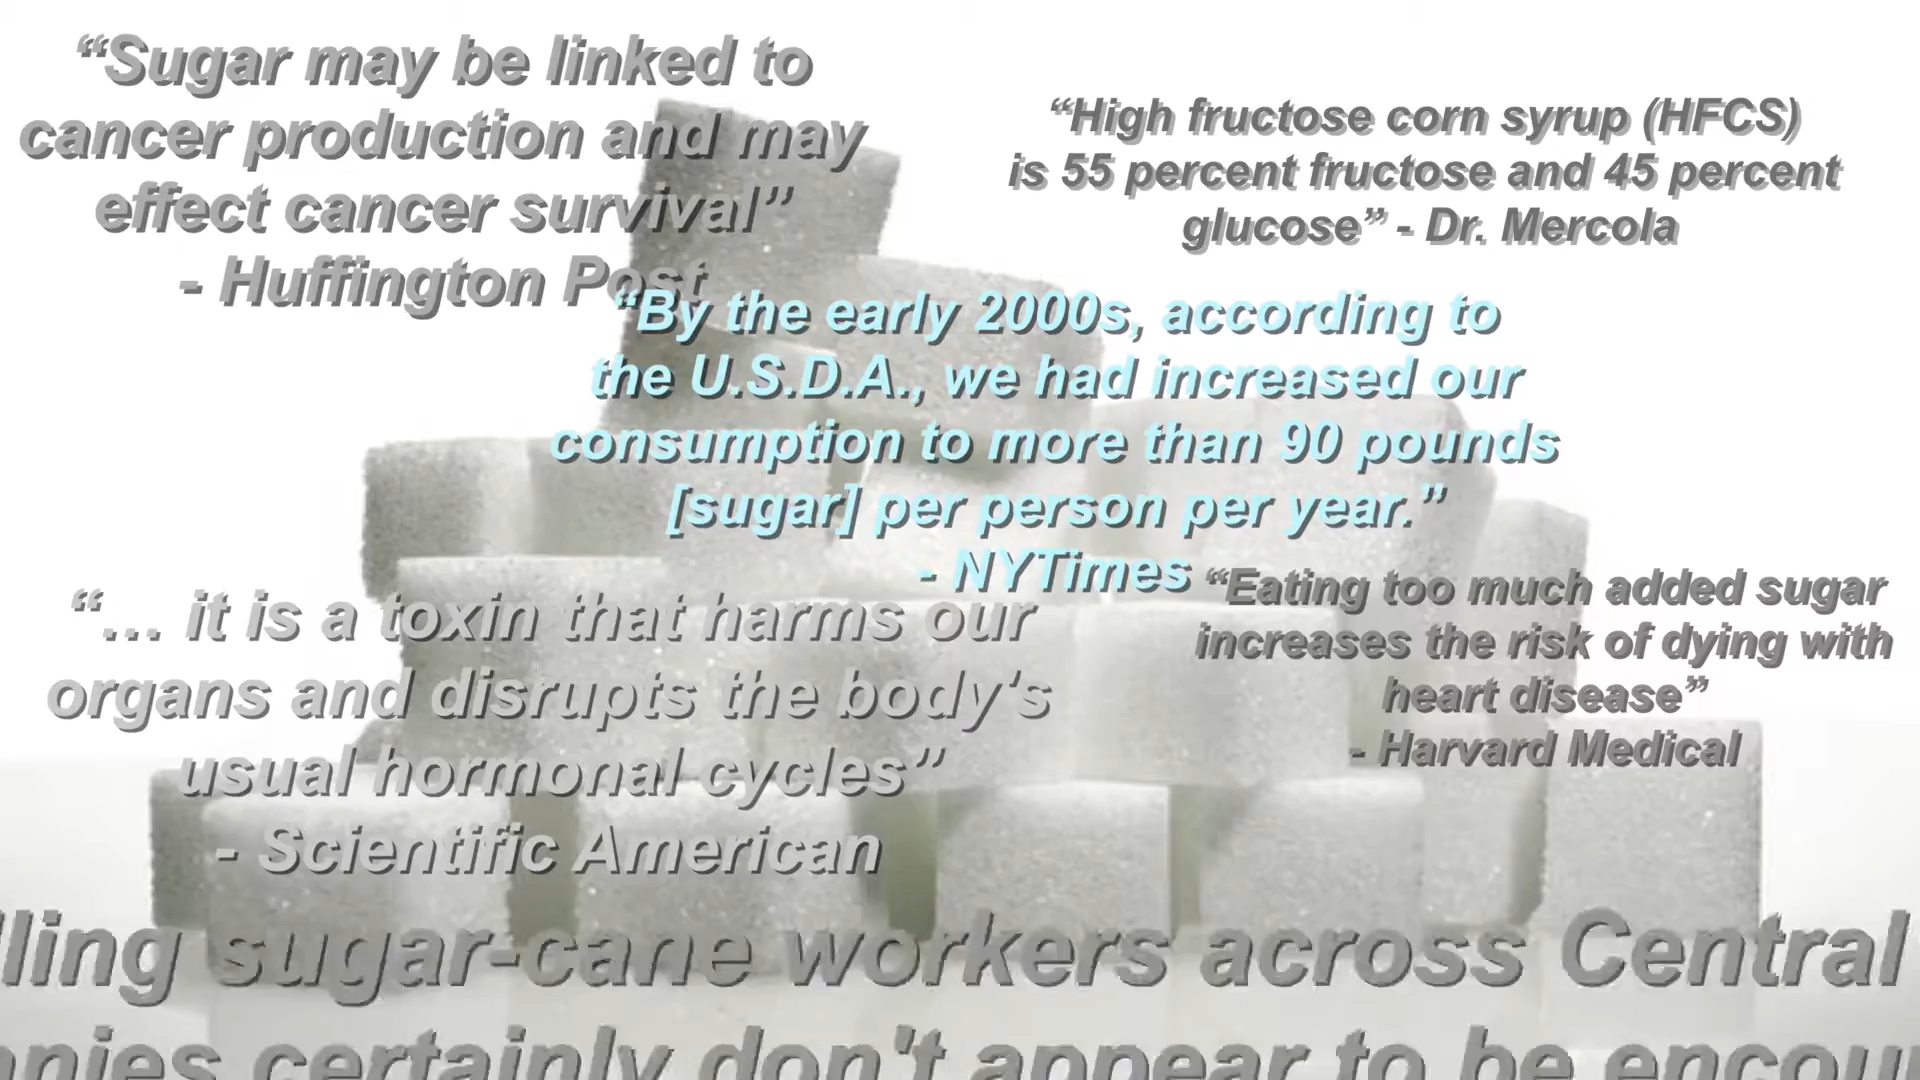 “Sugar may be linked to
cancer production and may
effect cancer survival”
- Huffington Post
“High fructose corn syrup (HFCS)
is 55 percent fructose and 45 percent
glucose” - Dr. Mercola
“By the early 2000s, according to
the U.S.D.A., we had increased our
consumption to more than 90 pounds
[sugar] per person per year.”
- NYTimes
“… it is a toxin that harms our
organs and disrupts the body's
usual hormonal cycles”
- Scientific American
“Eating too much added sugar
increases the risk of dying with
heart disease”
- Harvard Medical
sugar-cane workers across Central
certainly don't appear to be